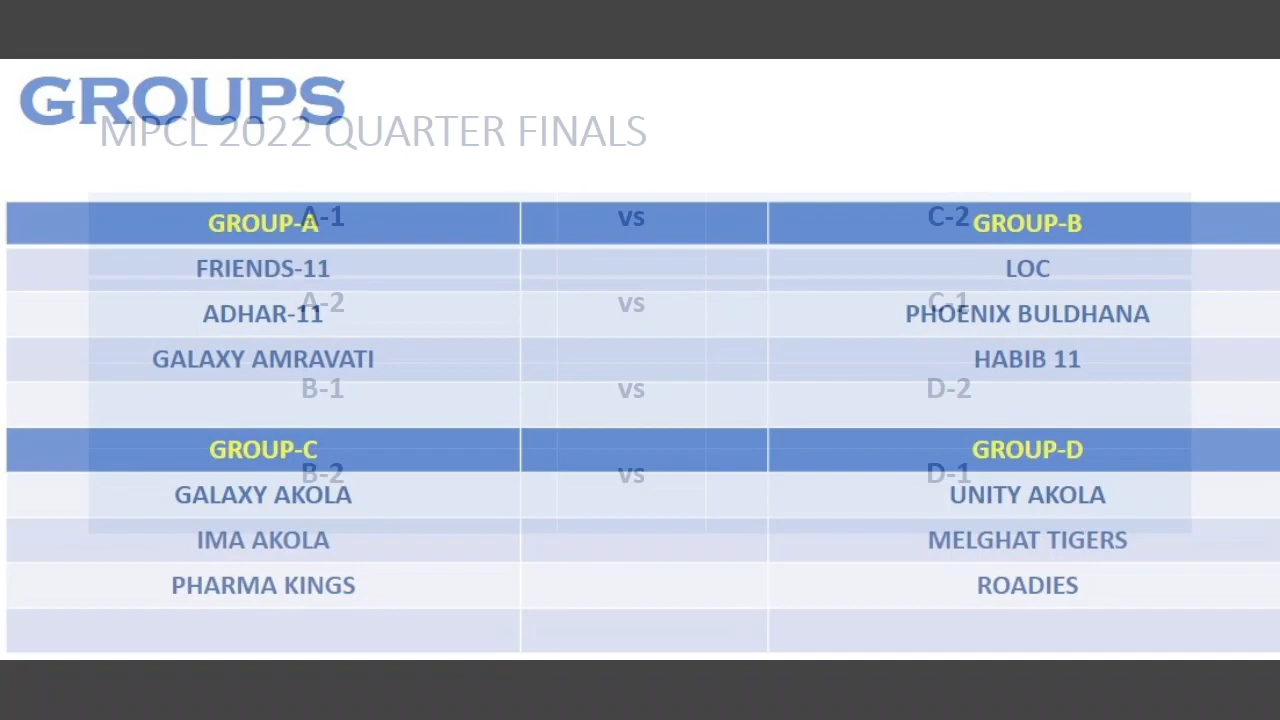 GROUPS
MPCL 2022 QUARTER FINALS
A-1 vs C-2
GROUP-A GROUP-B
FRIENDS-11 LOC
A-2 vs C-1
ADHAR-11 PHOENIX BULDHANA
GALAXY AMRAVATI HABIB 11
B-1 vs D-2
GROUP-C GROUP-D
B-2 vs D-1
GALAXY AKOLA UNITY AKOLA
IMA AKOLA MELGHAT TIGERS
PHARMA KINGS ROADIES